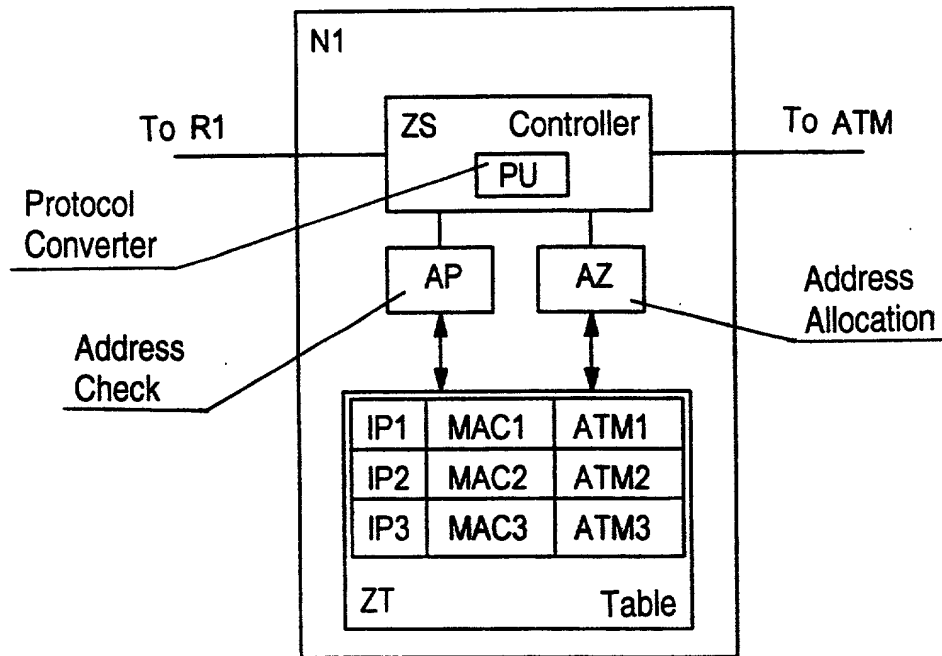 N1
To R1
ZS Controller
To ATM
PU
Protocol
Converter
AP
AZ
Address
Allocation
Address
Check
IP1 MAC1 ATM1
IP2 MAC2 ATM2
IP3 MAC3 ATM3
ZT Table